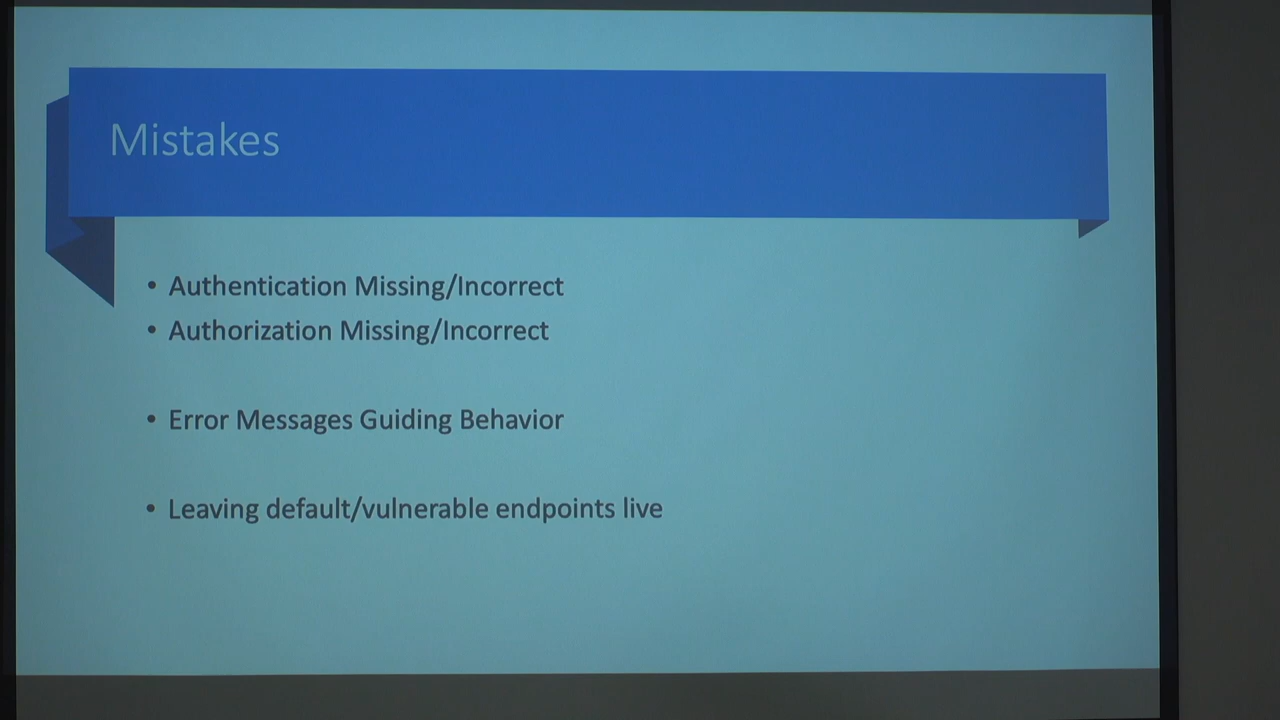 Mistakes
• Authentication Missing/Incorrect
• Authorization Missing/Incorrect
• Error Messages Guiding Behavior
• Leaving default/vulnerable endpoints live